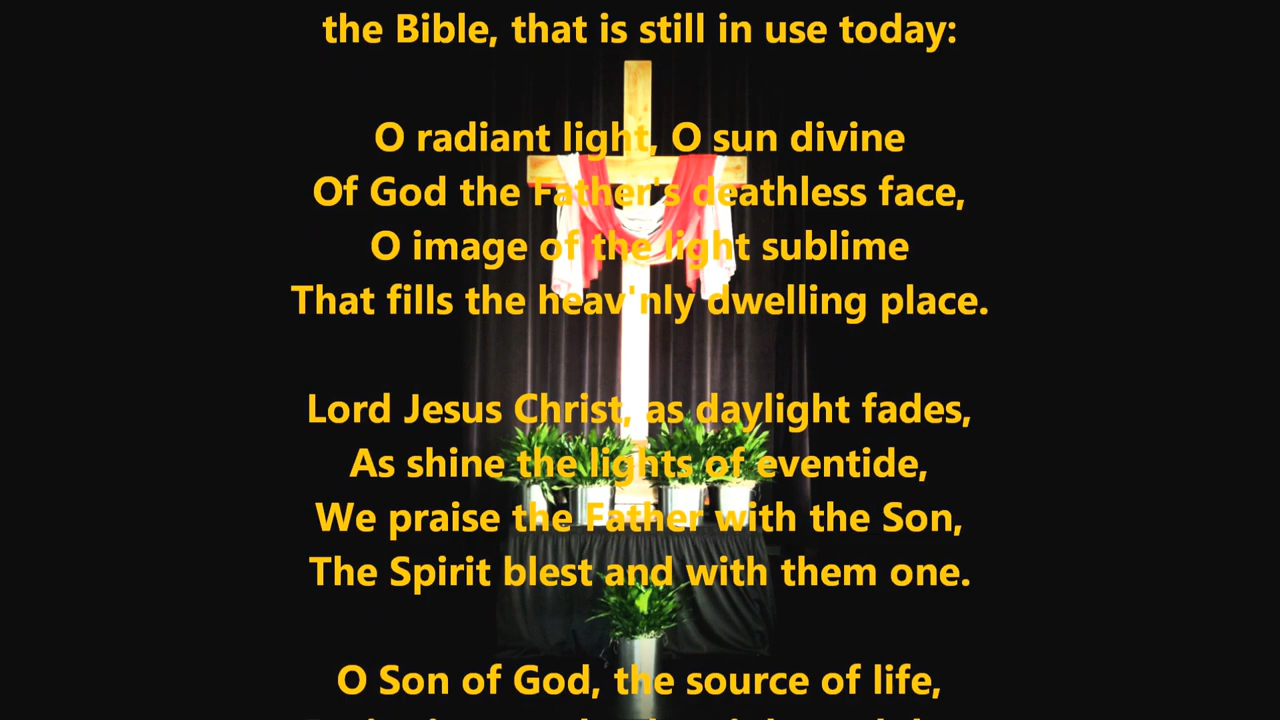 the Bible, that is still in use today:
O radiant light, O sun divine
Of God the Father's deathless face,
O image of the light sublime
That fills the heav'nly dwelling place.
Lord Jesus Christ, as daylight fades,
As shine the lights of eventide,
We praise the Father with the Son,
The Spirit blest and with them one.
O Son of God, the source of life,